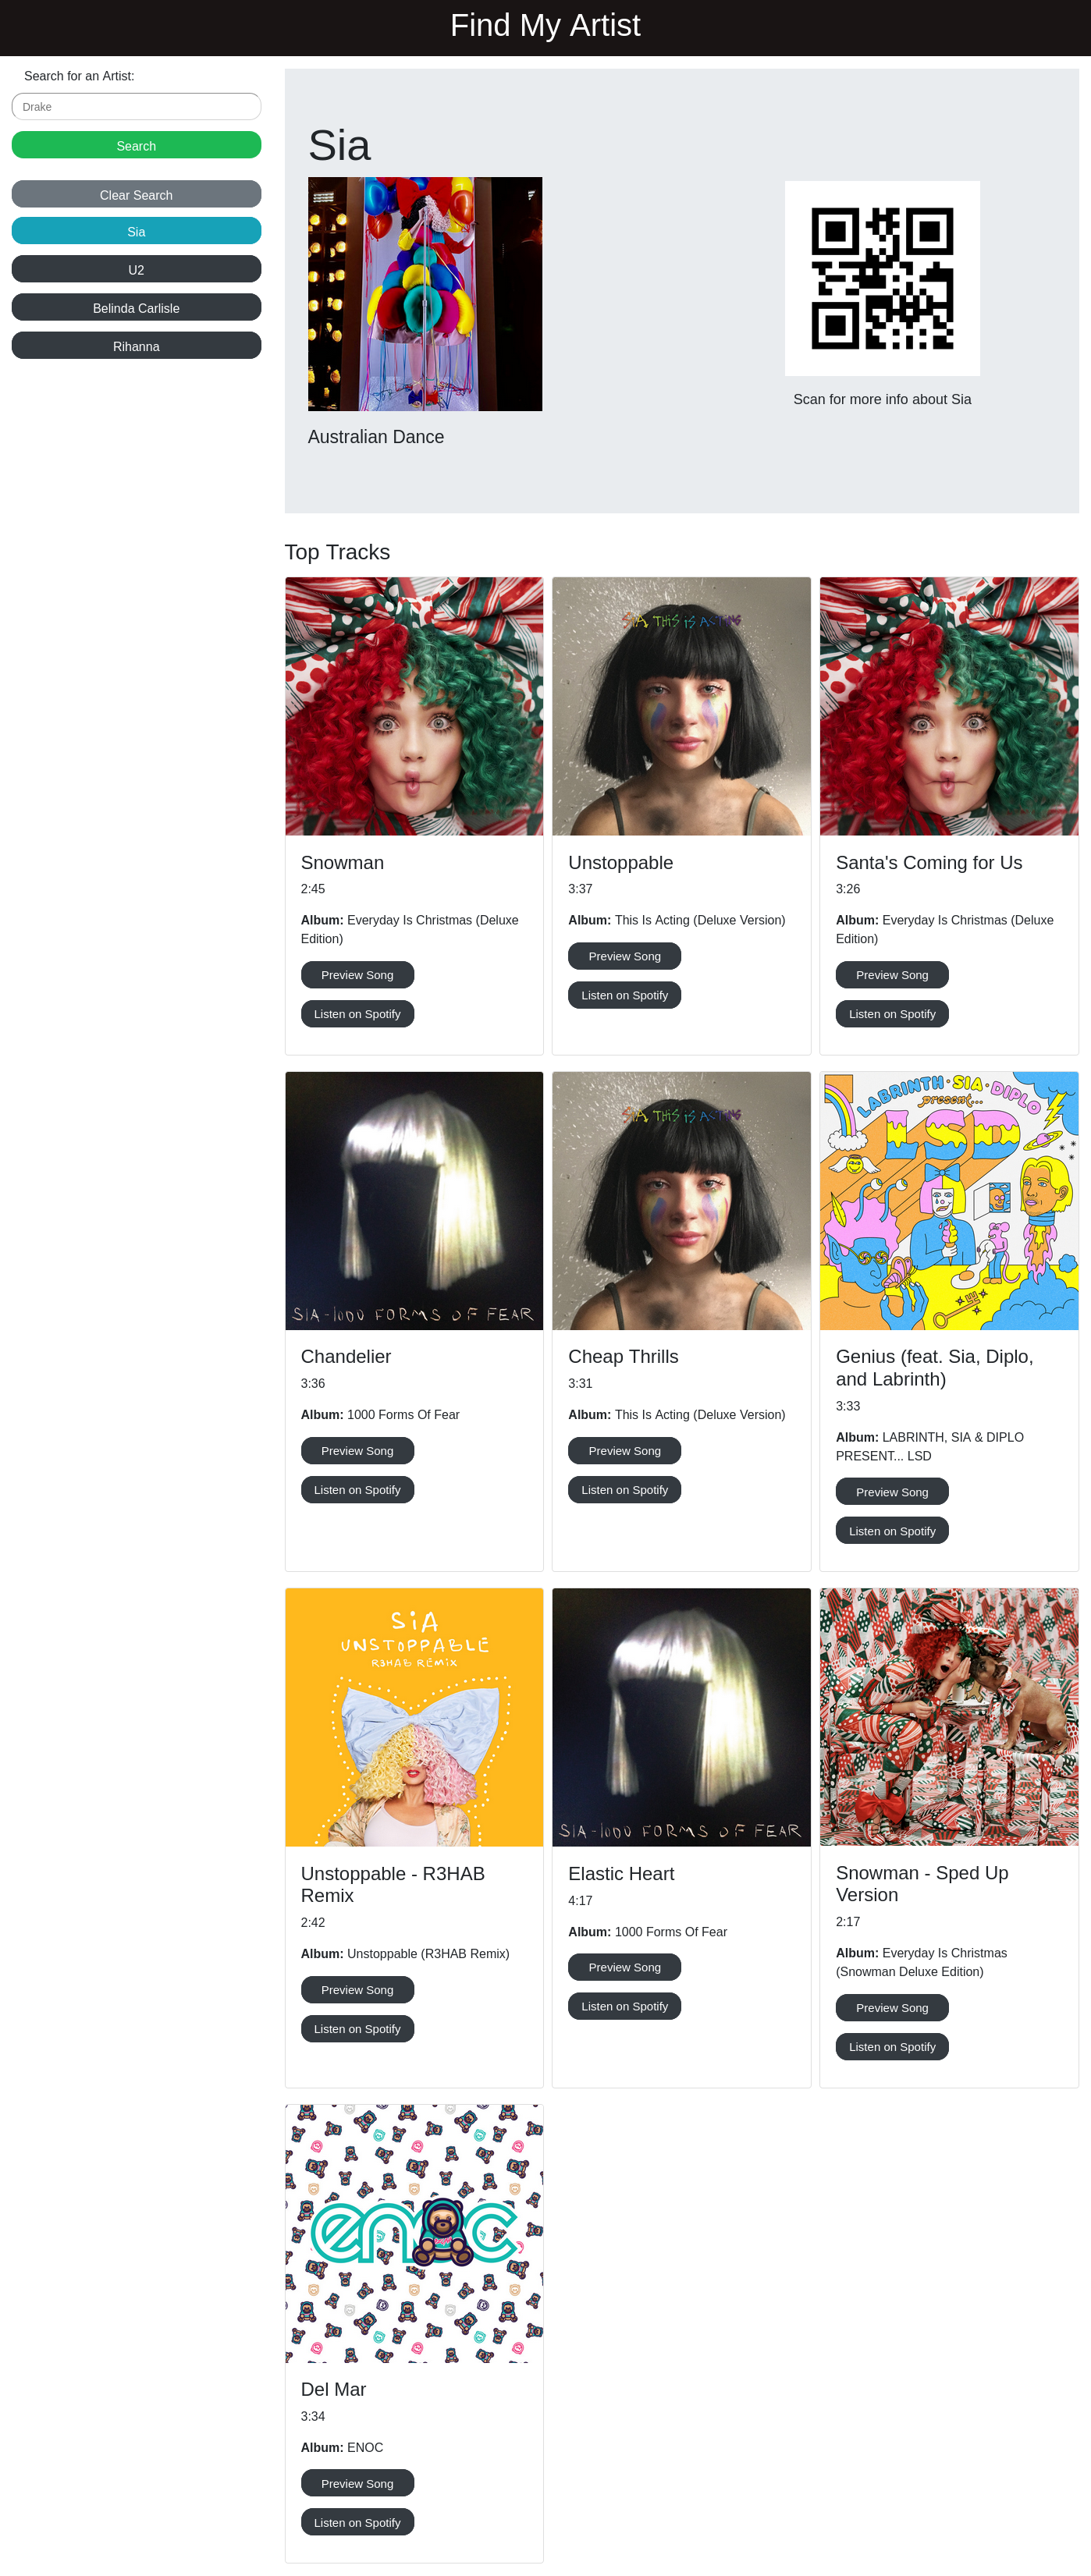 Find My Artist
Search for an Artist:
Drake
Search
Clear Search
Sia
U2
Belinda Carlisle
Rihanna
Sia
Scan for more info about Sia
Australian Dance
Top Tracks
Snowman
2:45
Album: Everyday Is Christmas (Deluxe
Edition)
Preview Song
Listen on Spotify
SIA THIS IS ACTING
Unstoppable
3:37
Album: This Is Acting (Deluxe Version)
Preview Song
Listen on Spotify
Santa's Coming for Us
3:26
Album: Everyday Is Christmas (Deluxe
Edition)
Preview Song
Listen on Spotify
SIA - 1000 FORMS OF FEAR
Chandelier
3:36
Album: 1000 Forms Of Fear
Preview Song
Listen on Spotify
SIA THIS IS ACTING
Cheap Thrills
3:31
Album: This Is Acting (Deluxe Version)
Preview Song
Listen on Spotify
LABRINTH · SIA · DIPLO
present...
LSD
Genius (feat. Sia, Diplo,
and Labrinth)
3:33
Album: LABRINTH, SIA & DIPLO
PRESENT... LSD
Preview Song
Listen on Spotify
SiA
UNSTOPPABLE
R3HAB REMIX
Unstoppable - R3HAB
Remix
2:42
Album: Unstoppable (R3HAB Remix)
Preview Song
Listen on Spotify
SIA - 1000 FORMS OF FEAR
Elastic Heart
4:17
Album: 1000 Forms Of Fear
Preview Song
Listen on Spotify
Snowman - Sped Up
Version
2:17
Album: Everyday Is Christmas
(Snowman Deluxe Edition)
Preview Song
Listen on Spotify
enoc
Del Mar
3:34
Album: ENOC
Preview Song
Listen on Spotify